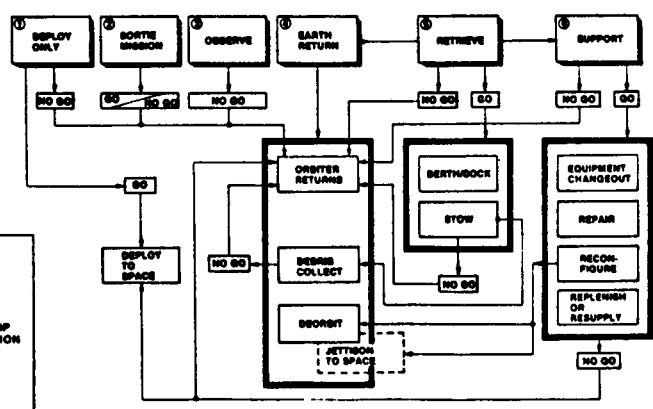 1
DEPLOY
ONLY
2
SORTIE
MISSION
3
OBSERVE
4
EARTH
RETURN
5
RETRIEVE
6
SUPPORT
NO GO
GO
NO GO
NO GO
NO GO
GO
NO GO
GO
GO
ORBITER
RETURNS
BERTH/DOCK
STOW
EQUIPMENT
CHANGEOUT
REPAIR
RECON-
FIGURE
REPLENISH
OR
RESUPPLY
DEPLOY
TO
SPACE
NO GO
DEBRIS
COLLECT
NO GO
DEORBIT
JETTISON
TO SPACE
NO GO